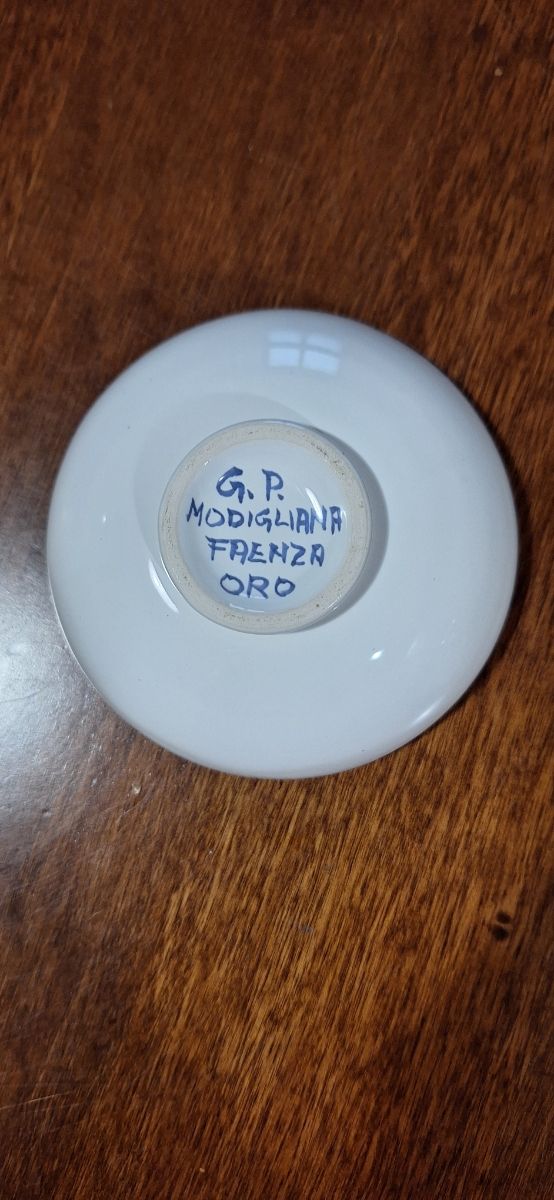 G. P.
MODIGLIANA
FAENZA
ORO